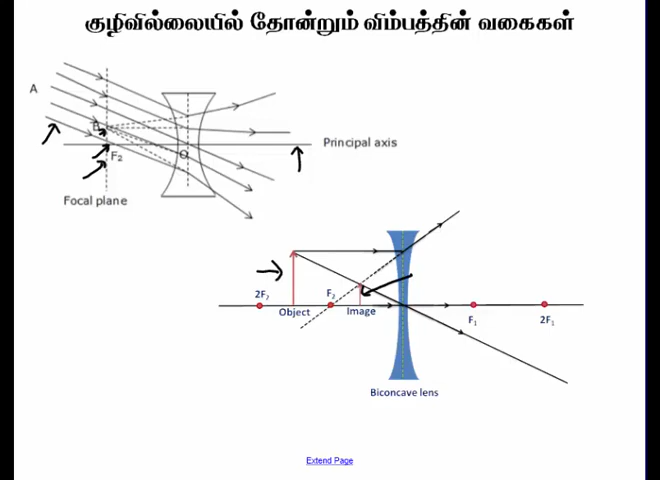 குழிவில்லையில் தோன்றும் விம்பத்தின் வகைகள்
A
Principal axis
O
F₂
Focal plane
2F₂
F₂
Object
Image
F₁
2F₁
Biconcave lens
Extend Page